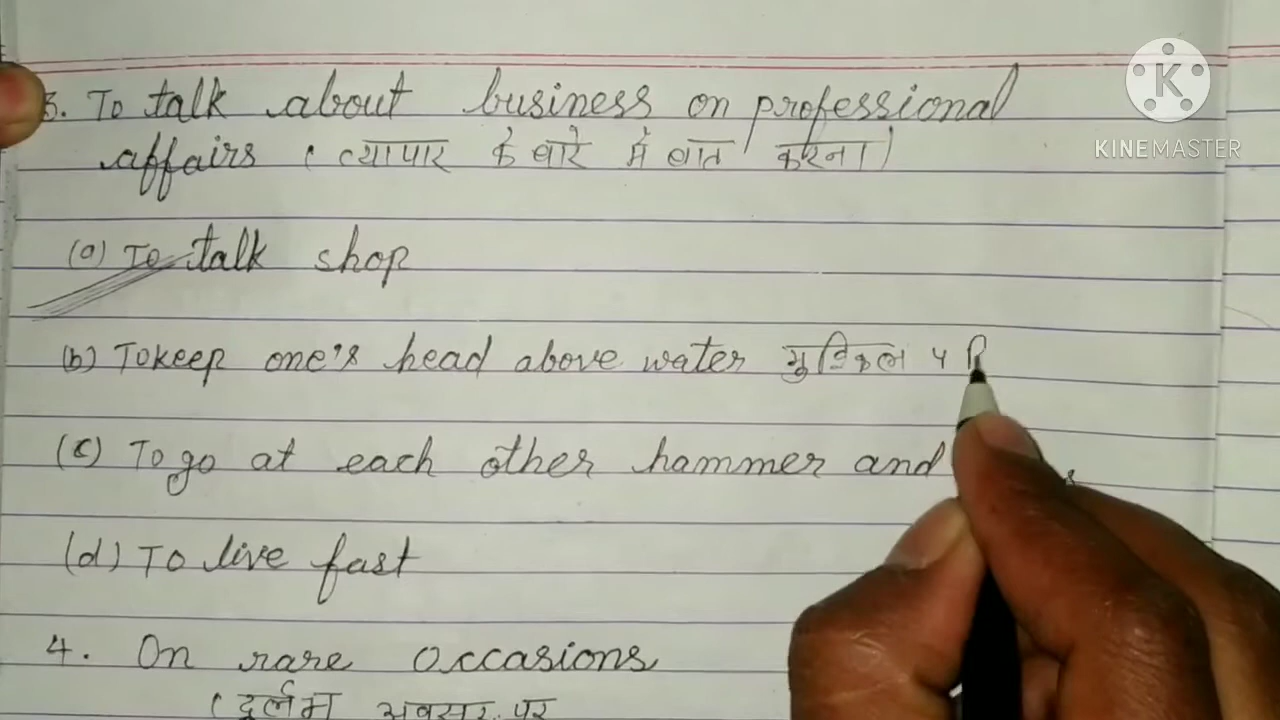 3. To talk about business on professional
affairs (व्यापार के बारे में बात करना)
(a) To talk shop
(b) To keep one's head above water मुश्किल प
(c) To go at each other hammer and
(d) To live fast
4. On rare occasions
(दुर्लभ अवसर पर
K
KINEMASTER